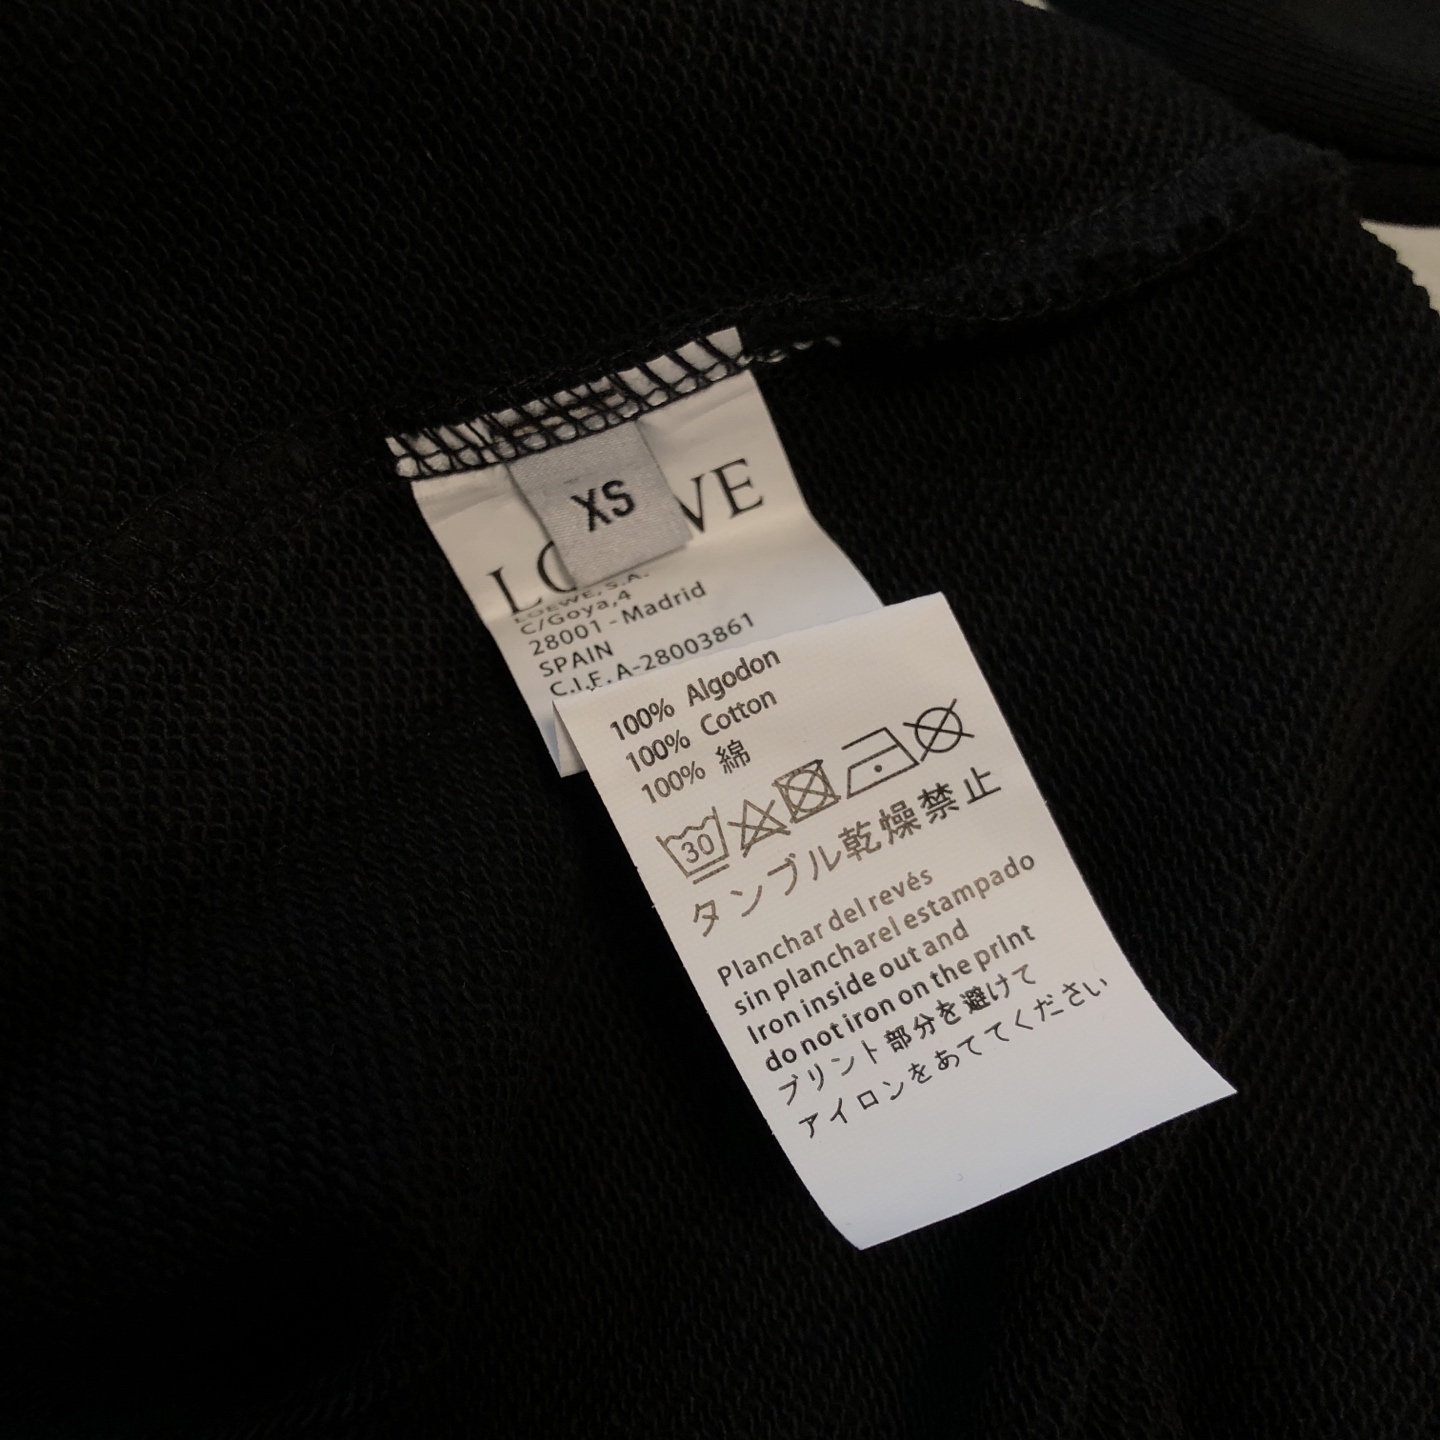 XS
LOEWE
LOEWE, S.A.
C/Goya,4
28001 - Madrid
SPAIN
C.I.F. A-28003861
100% Algodon
100% Cotton
100% 綿
30
タンブル乾燥禁止
Planchar del revés
sin planchar el estampado
Iron inside out and
do not iron on the print
プリント部分を避けて
アイロンをあててください